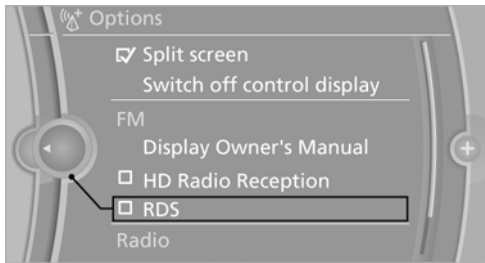 Options
Split screen
Switch off control display
FM
Display Owner's Manual
HD Radio Reception
RDS
Radio